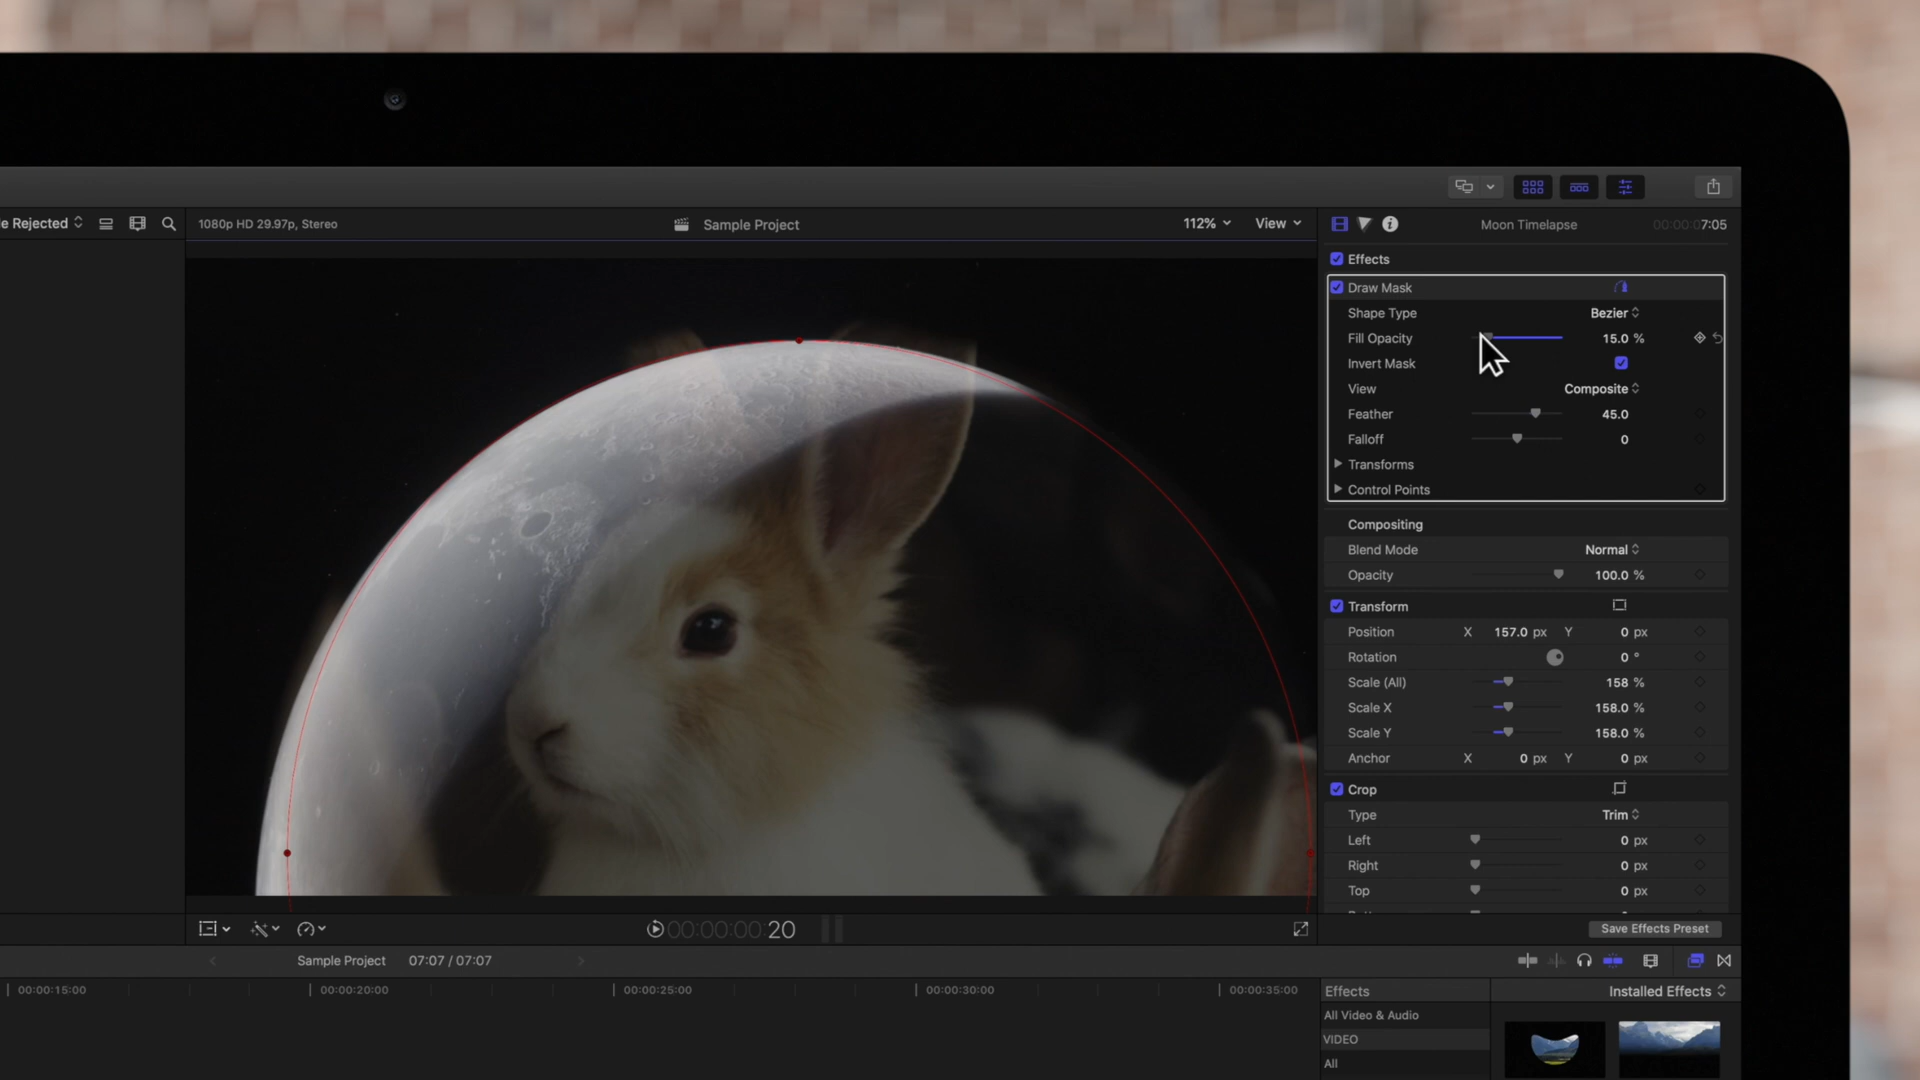 e Rejected
1080p HD 29.97p, Stereo
Sample Project
112%
View
Moon Timelapse
00:00:07:05
Effects
Draw Mask
Shape Type Bezier
Fill Opacity 15.0 %
Invert Mask
View Composite
Feather 45.0
Falloff 0
Transforms
Control Points
Compositing
Blend Mode Normal
Opacity 100.0 %
Transform
Position X 157.0 px Y 0 px
Rotation 0 °
Scale (All) 158 %
Scale X 158.0 %
Scale Y 158.0 %
Anchor X 0 px Y 0 px
Crop
Type Trim
Left 0 px
Right 0 px
Top 0 px
00:00:00:20
Save Effects Preset
Sample Project 07:07 / 07:07
00:00:15:00 00:00:20:00 00:00:25:00 00:00:30:00 00:00:35:00
Effects
Installed Effects
All Video & Audio
VIDEO
All